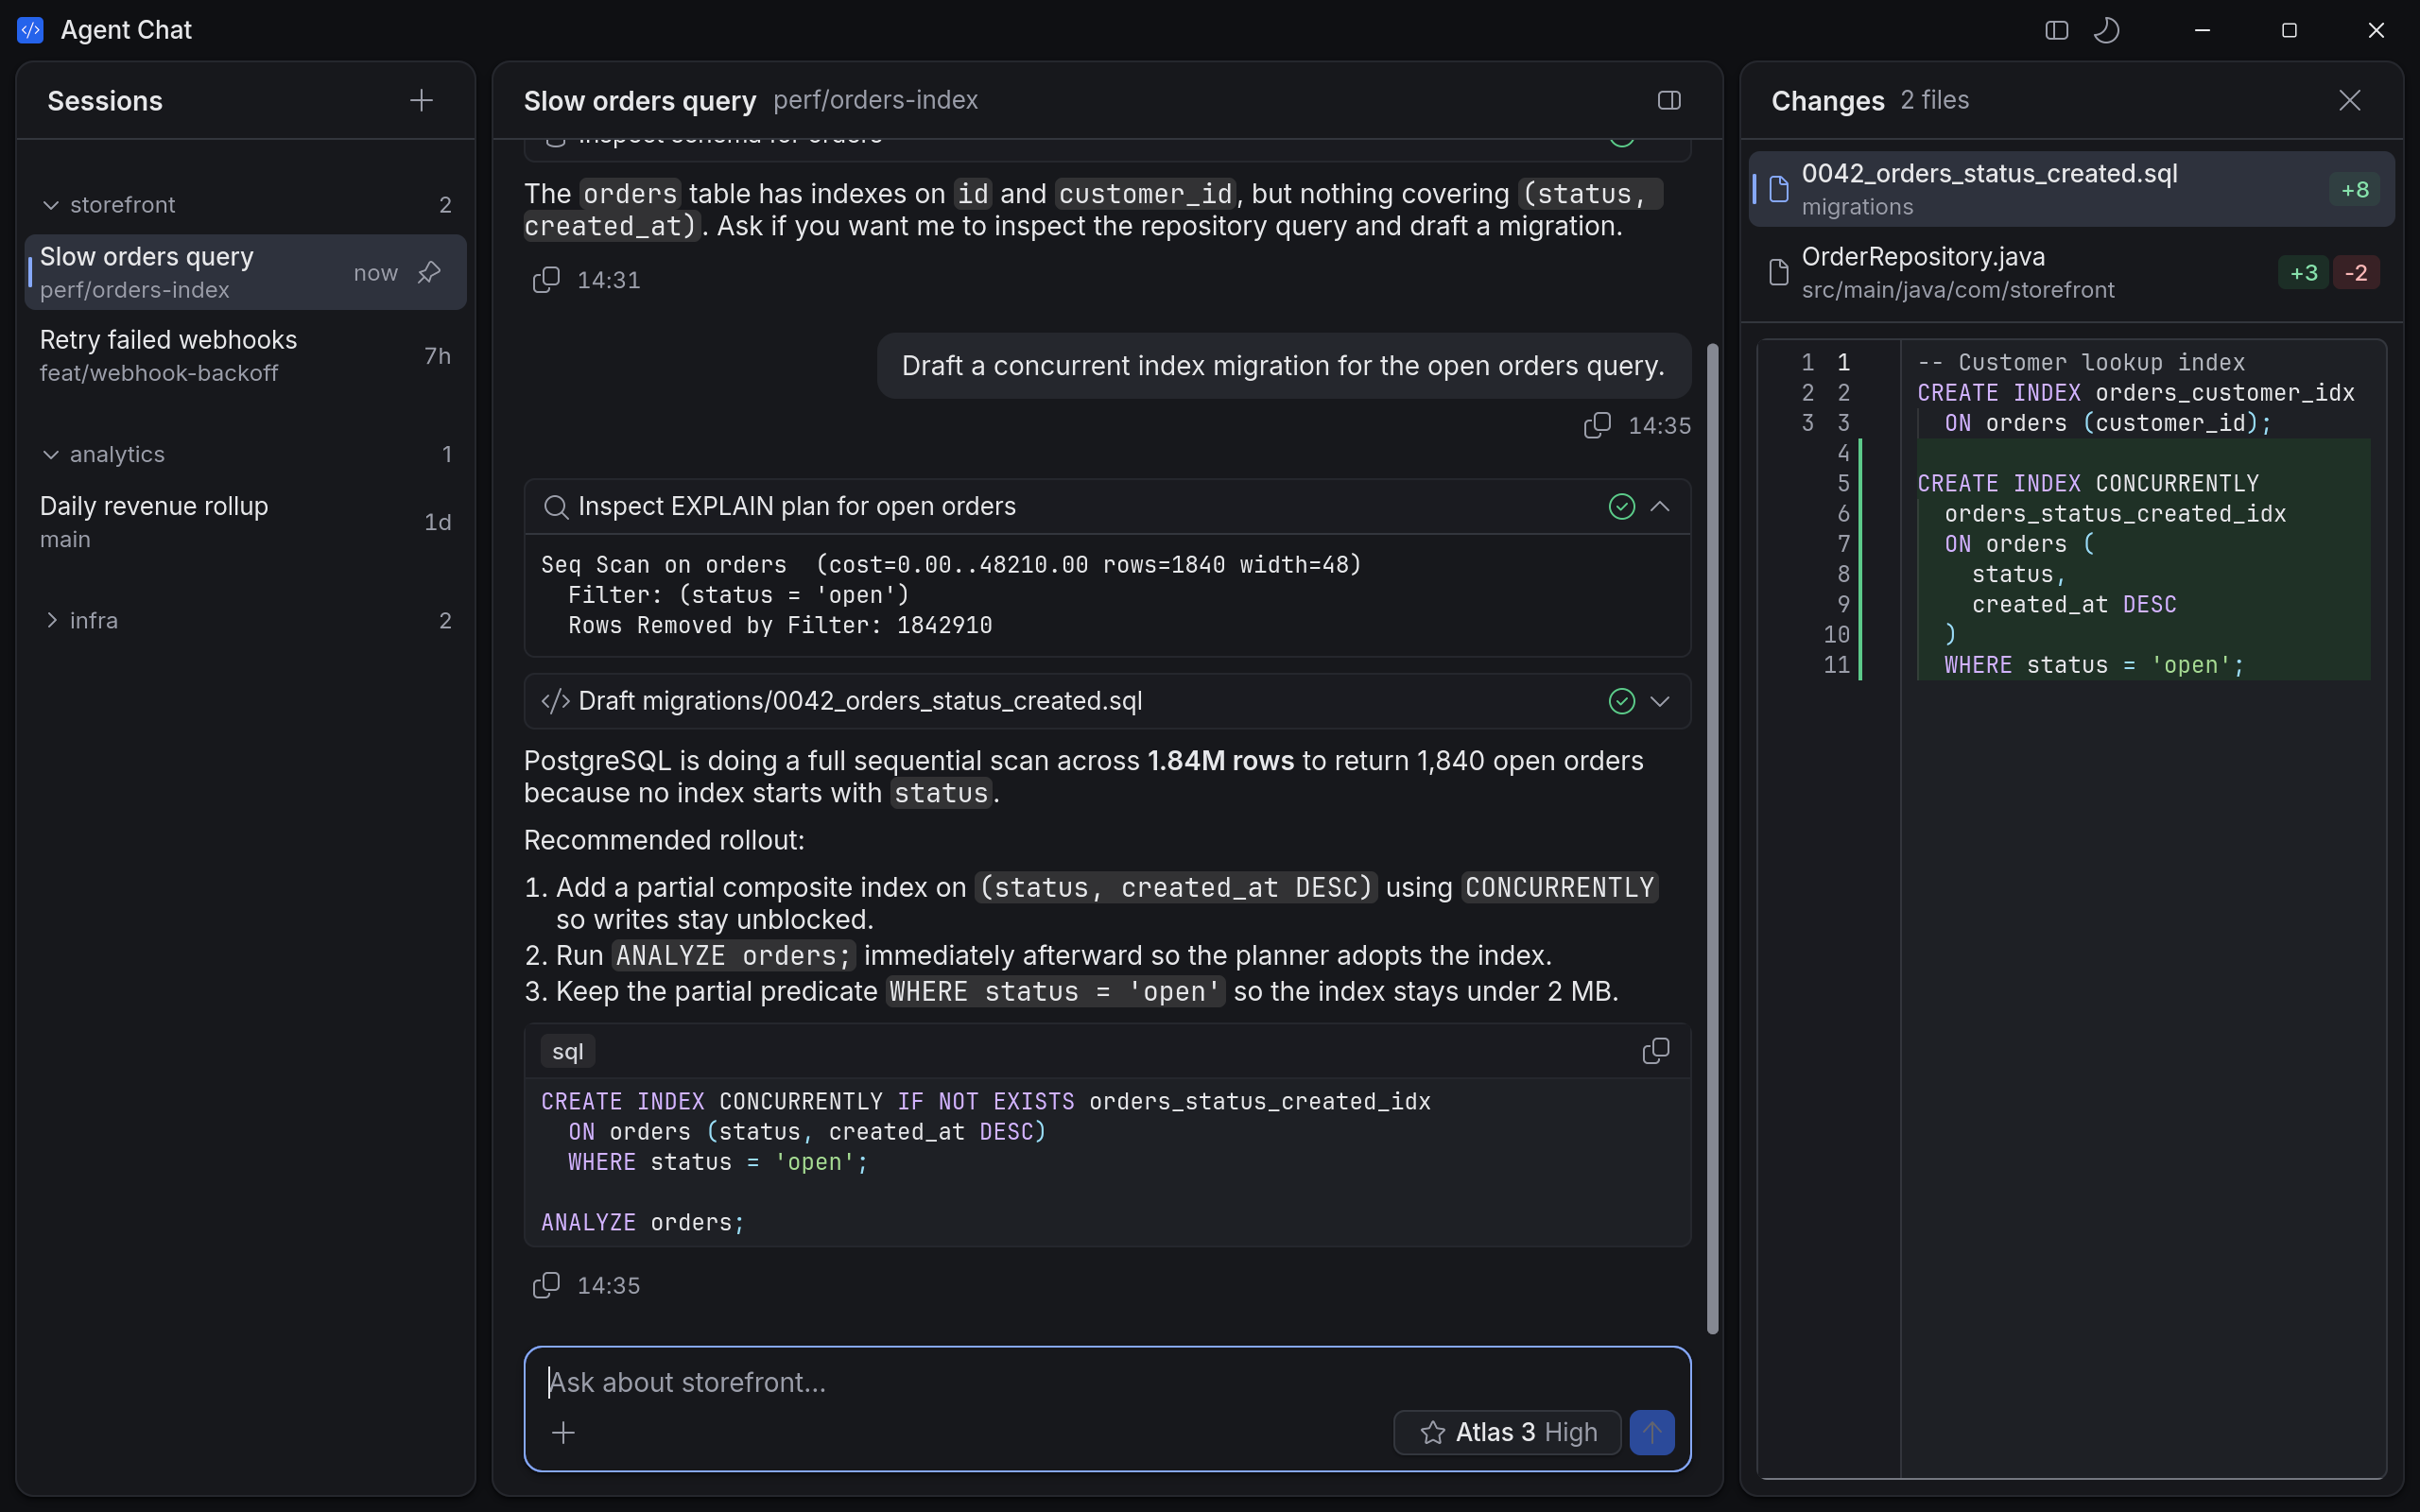 Agent Chat
Sessions
storefront 2
Slow orders query
perf/orders-index
now
Retry failed webhooks
feat/webhook-backoff
7h
analytics 1
Daily revenue rollup
main
1d
infra 2
Slow orders query perf/orders-index
Inspect schema for orders
The orders table has indexes on id and customer_id, but nothing covering (status,
created_at). Ask if you want me to inspect the repository query and draft a migration.
14:31
Draft a concurrent index migration for the open orders query.
14:35
Inspect EXPLAIN plan for open orders
Seq Scan on orders  (cost=0.00..48210.00 rows=1840 width=48)
  Filter: (status = 'open')
  Rows Removed by Filter: 1842910
</> Draft migrations/0042_orders_status_created.sql
PostgreSQL is doing a full sequential scan across 1.84M rows to return 1,840 open orders
because no index starts with status.
Recommended rollout:
1. Add a partial composite index on (status, created_at DESC) using CONCURRENTLY
so writes stay unblocked.
2. Run ANALYZE orders; immediately afterward so the planner adopts the index.
3. Keep the partial predicate WHERE status = 'open' so the index stays under 2 MB.
sql
CREATE INDEX CONCURRENTLY IF NOT EXISTS orders_status_created_idx
  ON orders (status, created_at DESC)
  WHERE status = 'open';
ANALYZE orders;
14:35
Ask about storefront...
Atlas 3 High
Changes 2 files
0042_orders_status_created.sql
migrations
+8
OrderRepository.java
src/main/java/com/storefront
+3 -2
1 1 -- Customer lookup index
2 2 CREATE INDEX orders_customer_idx
3 3   ON orders (customer_id);
4
5 CREATE INDEX CONCURRENTLY
6   orders_status_created_idx
7   ON orders (
8     status,
9     created_at DESC
10   )
11   WHERE status = 'open';